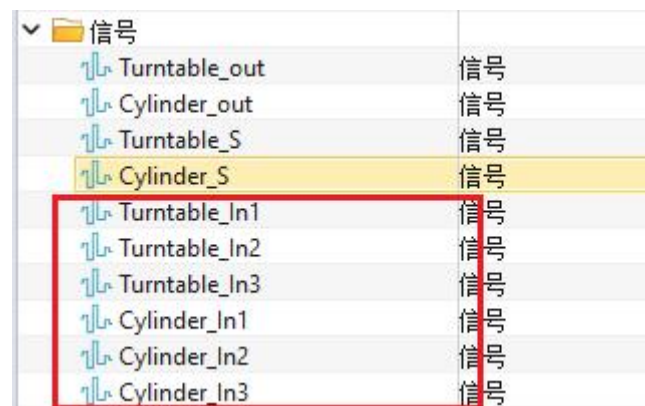 信号
Turntable_out 信号
Cylinder_out 信号
Turntable_S 信号
Cylinder_S 信号
Turntable_In1 信号
Turntable_In2 信号
Turntable_In3 信号
Cylinder_In1 信号
Cylinder_In2 信号
Cylinder_In3 信号